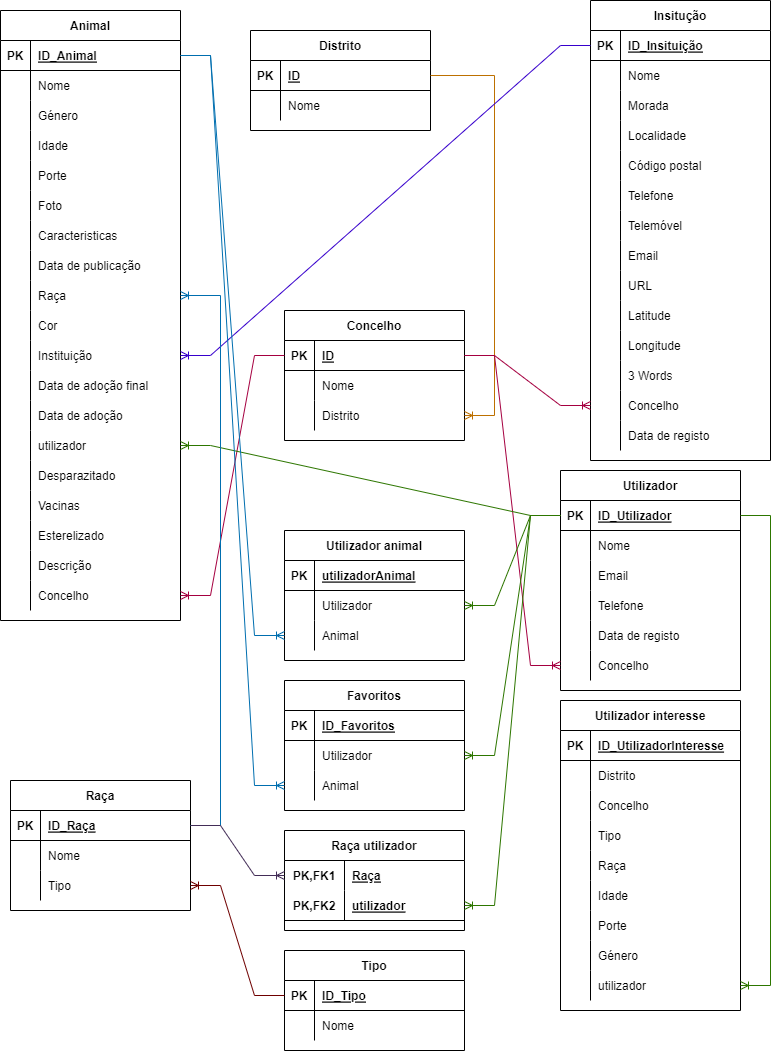 Animal
PK ID_Animal
Nome
Género
Idade
Porte
Foto
Caracteristicas
Data de publicação
Raça
Cor
Instituição
Data de adoção final
Data de adoção
utilizador
Desparazitado
Vacinas
Esterelizado
Descrição
Concelho
Distrito
PK ID
Nome
Insitução
PK ID_Insituição
Nome
Morada
Localidade
Código postal
Telefone
Telemóvel
Email
URL
Latitude
Longitude
3 Words
Concelho
Data de registo
Concelho
PK ID
Nome
Distrito
Utilizador
PK ID_Utilizador
Nome
Email
Telefone
Data de registo
Concelho
Utilizador animal
PK utilizadorAnimal
Utilizador
Animal
Favoritos
PK ID_Favoritos
Utilizador
Animal
Utilizador interesse
PK ID_UtilizadorInteresse
Distrito
Concelho
Tipo
Raça
Idade
Porte
Género
utilizador
Raça
PK ID_Raça
Nome
Tipo
Raça utilizador
PK,FK1 Raça
PK,FK2 utilizador
Tipo
PK ID_Tipo
Nome